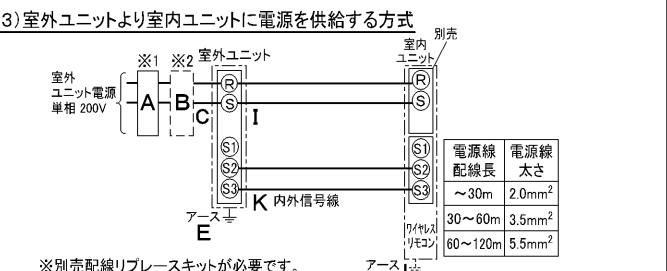 3)室外ユニットより室内ユニットに電源を供給する方式
※1 ※2 室外ユニット
室内
ユニット
別売
室外
ユニット電源
単相 200V
A
B
C
R
S
I
R
S
S1
S2
S3
S1
S2
S3
K 内外信号線
アース
E
ワイヤレス
リモコン
アース
電源線
配線長
電源線
太さ
～30m 2.0mm²
30～60m 3.5mm²
60～120m 5.5mm²
※別売配線リプレースキットが必要です。